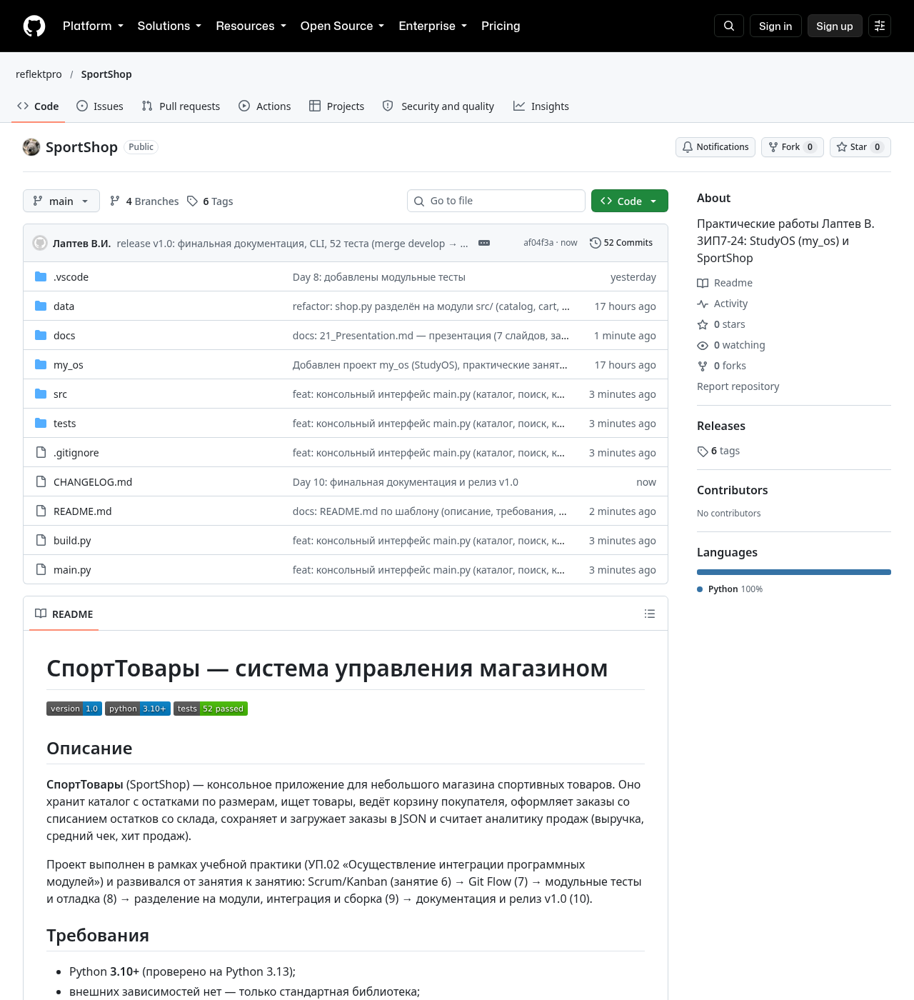 Platform Solutions Resources Open Source Enterprise Pricing Sign in Sign up
reflektpro / SportShop
Code Issues Pull requests Actions Projects Security and quality Insights
SportShop Public Notifications Fork 0 Star 0
main 4 Branches 6 Tags Go to file Code
Лаптев В.И. release v1.0: финальная документация, CLI, 52 теста (merge develop → ... af04f3a · now 52 Commits
.vscode Day 8: добавлены модульные тесты yesterday
data refactor: shop.py разделён на модули src/ (catalog, cart, ... 17 hours ago
docs docs: 21_Presentation.md — презентация (7 слайдов, за... 1 minute ago
my_os Добавлен проект my_os (StudyOS), практические занят... 17 hours ago
src feat: консольный интерфейс main.py (каталог, поиск, к... 3 minutes ago
tests feat: консольный интерфейс main.py (каталог, поиск, к... 3 minutes ago
.gitignore feat: консольный интерфейс main.py (каталог, поиск, к... 3 minutes ago
CHANGELOG.md Day 10: финальная документация и релиз v1.0 now
README.md docs: README.md по шаблону (описание, требования, ... 2 minutes ago
build.py feat: консольный интерфейс main.py (каталог, поиск, к... 3 minutes ago
main.py feat: консольный интерфейс main.py (каталог, поиск, к... 3 minutes ago
README
СпортТовары — система управления магазином
version 1.0 python 3.10+ tests 52 passed
Описание
СпортТовары (SportShop) — консольное приложение для небольшого магазина спортивных товаров. Оно
хранит каталог с остатками по размерам, ищет товары, ведёт корзину покупателя, оформляет заказы со
списанием остатков со склада, сохраняет и загружает заказы в JSON и считает аналитику продаж (выручка,
средний чек, хит продаж).
Проект выполнен в рамках учебной практики (УП.02 «Осуществление интеграции программных
модулей») и развивался от занятия к занятию: Scrum/Kanban (занятие 6) → Git Flow (7) → модульные тесты
и отладка (8) → разделение на модули, интеграция и сборка (9) → документация и релиз v1.0 (10).
Требования
Python 3.10+ (проверено на Python 3.13);
внешних зависимостей нет — только стандартная библиотека;
About
Практические работы Лаптев В.
ЗИП7-24: StudyOS (my_os) и
SportShop
Readme
Activity
0 stars
0 watching
0 forks
Report repository
Releases
6 tags
Contributors
No contributors
Languages
Python 100%